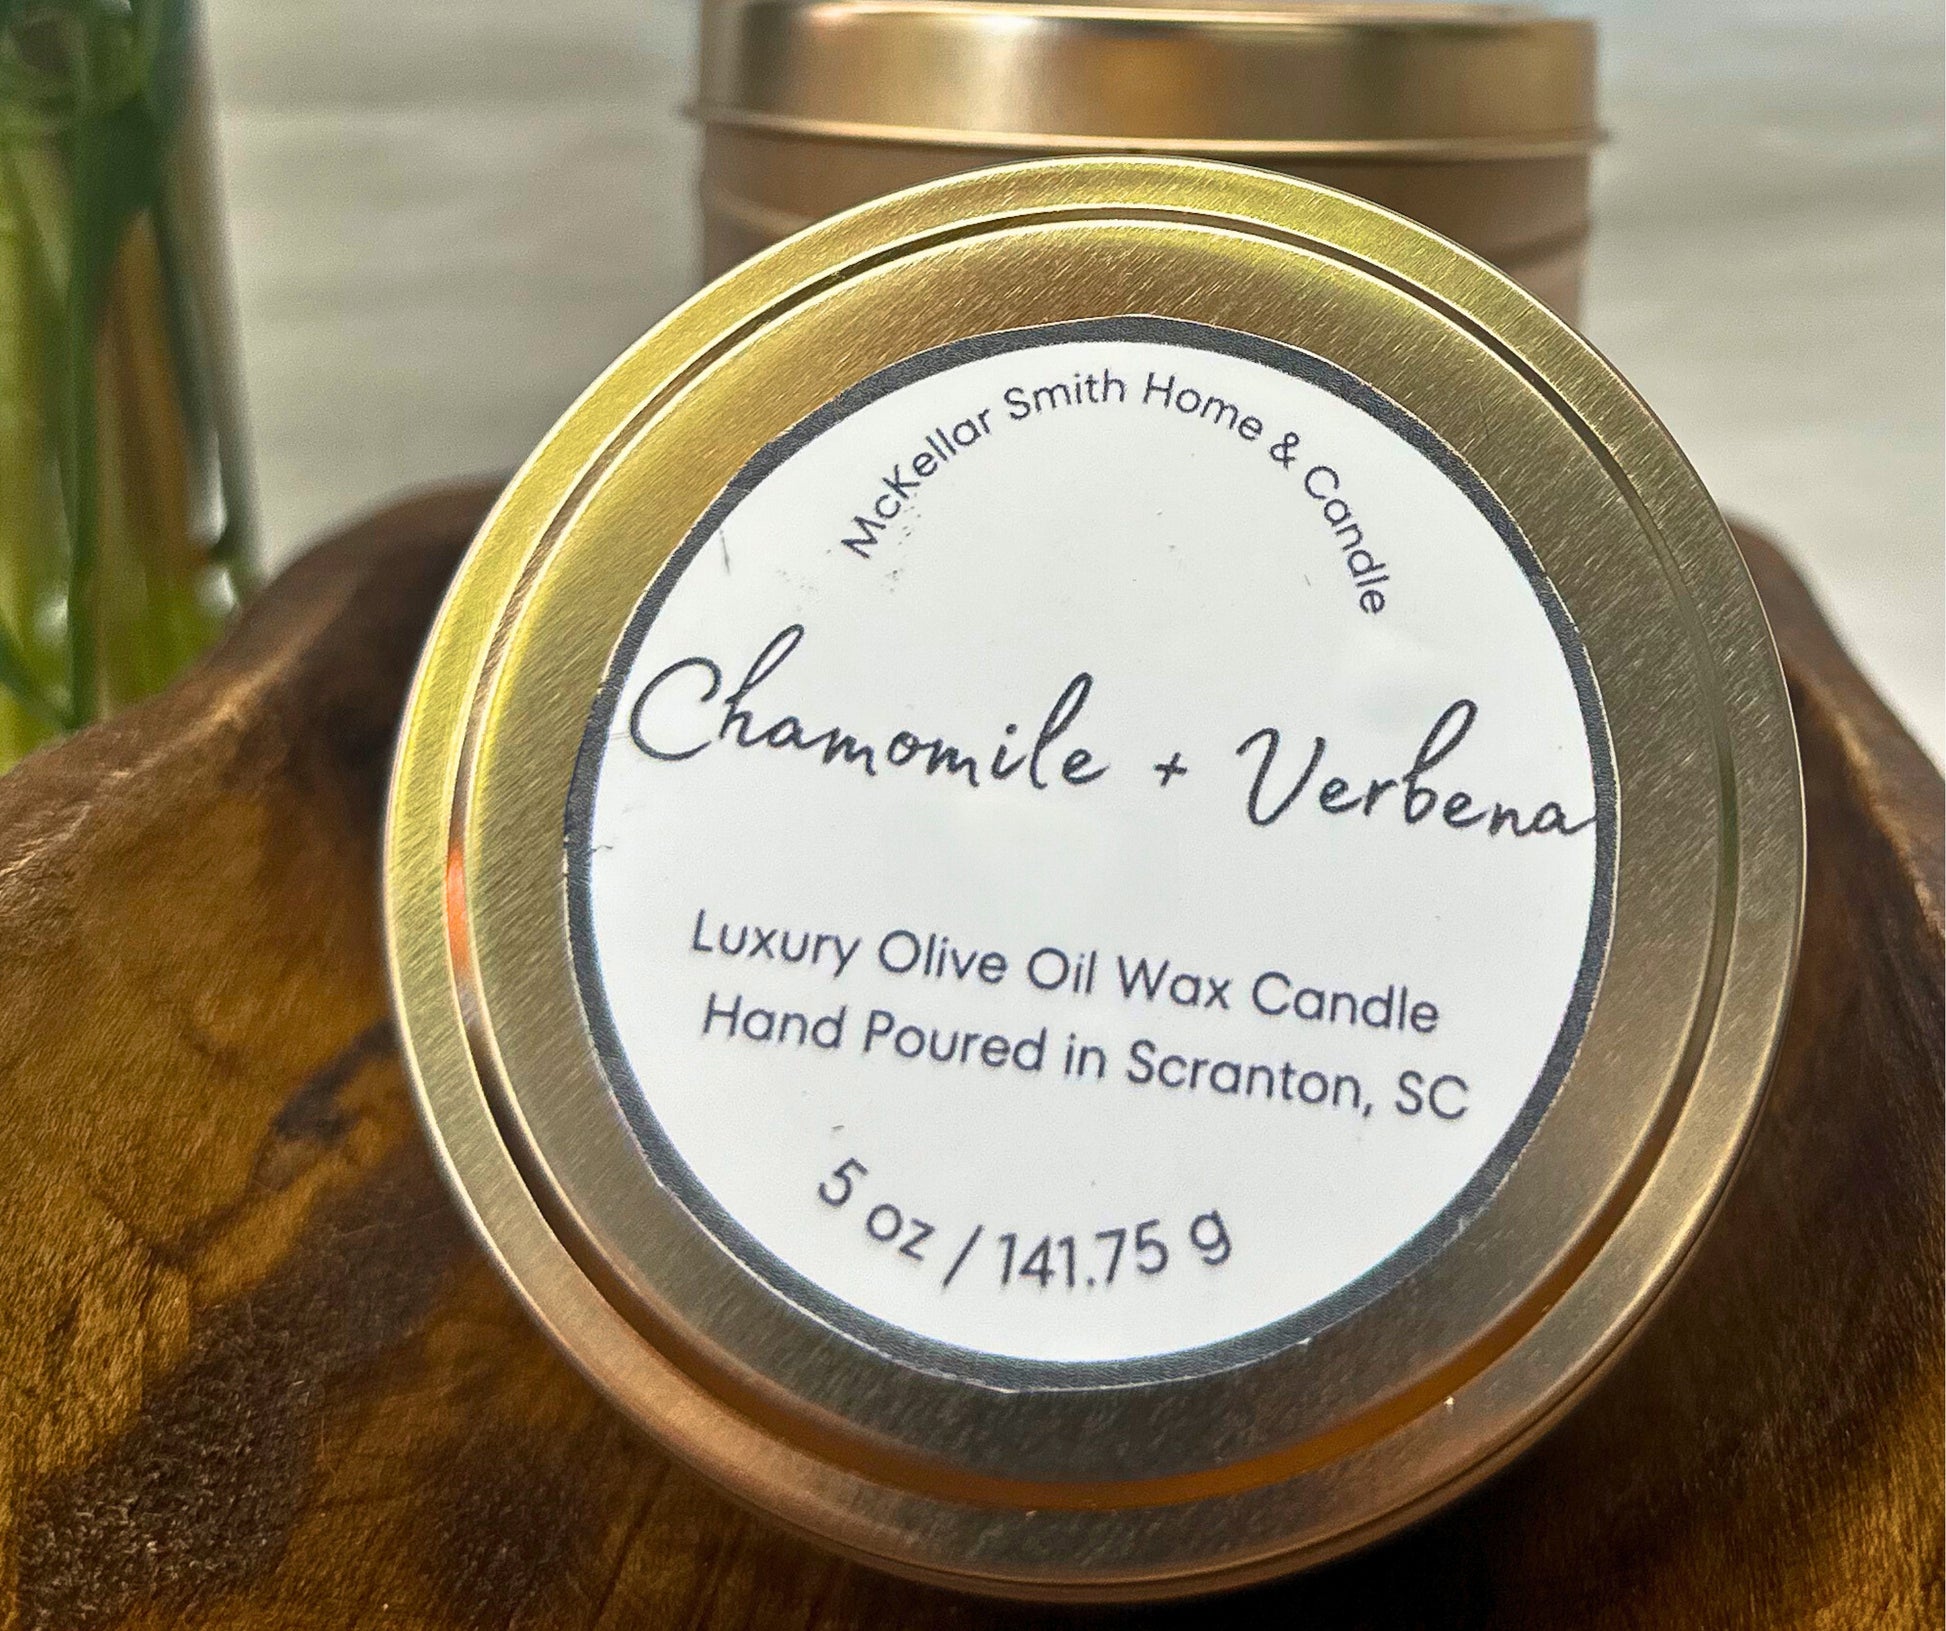 McKellar Smith Home & Candle
Chamomile + Verbena
Luxury Olive Oil Wax Candle
Hand Poured in Scranton, SC
5 oz / 141.75 g